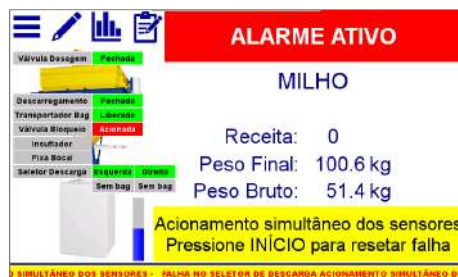 ALARME ATIVO
Válvula Dosagem Fechada
MILHO
Descarregamento Fechada
Transportador Bag Liberado
Válvula Bloqueio Acionada
Insuflador
Fixa Bocal
Seletor Descarga Esquerda Direita
Sem bag Sem bag
Receita: 0
Peso Final: 100.6 kg
Peso Bruto: 51.4 kg
Acionamento simultâneo dos sensores
Pressione INÍCIO para resetar falha
O SIMULTÂNEO DOS SENSORES - FALHA NO SELETOR DE DESCARGA ACIONAMENTO SIMULTÂNEO D